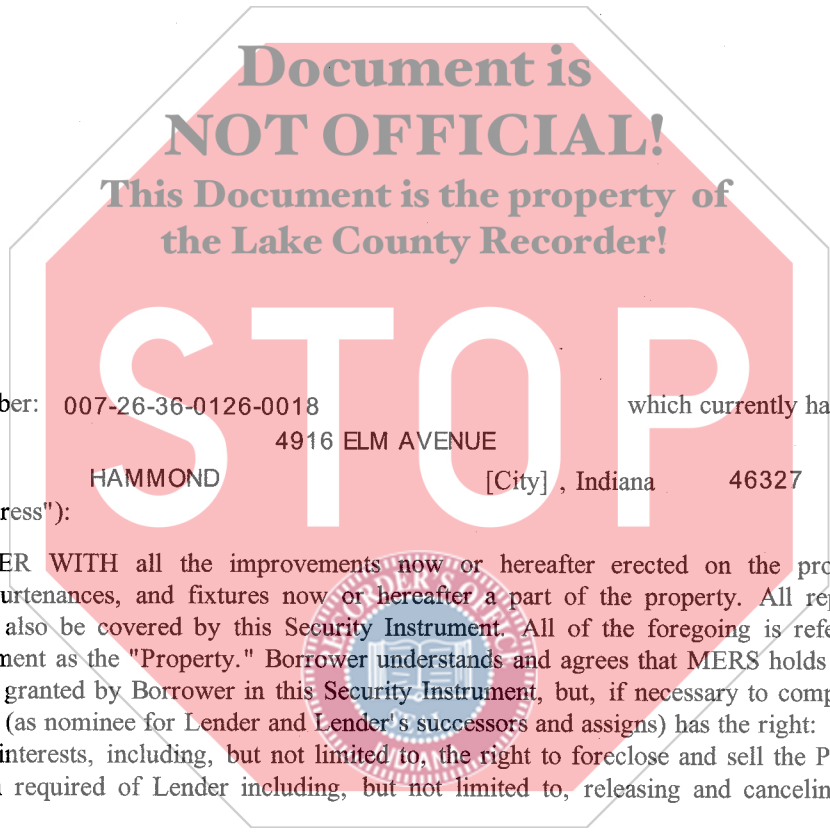 Document is
NOT OFFICIAL!
This Document is the property of
the Lake County Recorder!
STOP
ber: 007-26-36-0126-0018 which currently ha
4916 ELM AVENUE
HAMMOND [City] , Indiana 46327
ress"):
ER WITH all the improvements now or hereafter erected on the pro
urtenances, and fixtures now or hereafter a part of the property. All rep
also be covered by this Security Instrument. All of the foregoing is refe
ment as the "Property." Borrower understands and agrees that MERS holds
granted by Borrower in this Security Instrument, but, if necessary to comp
(as nominee for Lender and Lender's successors and assigns) has the right:
interests, including, but not limited to, the right to foreclose and sell the P
required of Lender including, but not limited to, releasing and cancelin
RECORDER'S OFFICE